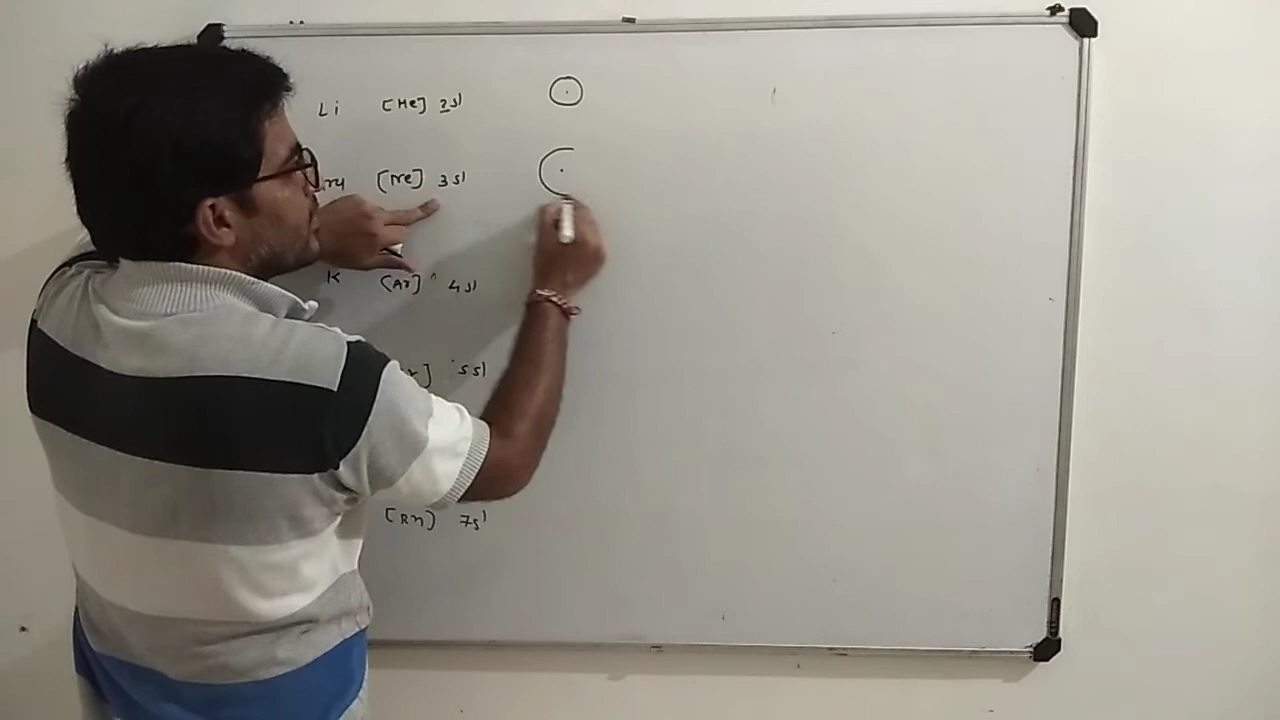 Li [He] 2s1
[Ne] 3s1
K [Ar] 4s1
] 5s1
[Rn] 7s1